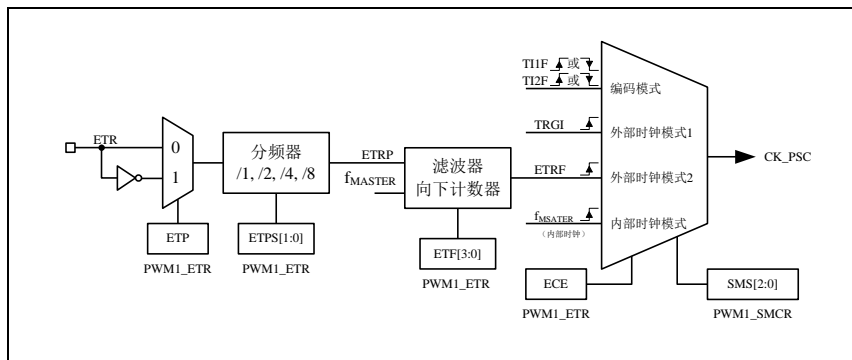 TI1F 或
TI2F 或
编码模式
ETR
0
1
分频器
/1, /2, /4, /8
ETRP
fMASTER
滤波器
向下计数器
TRGI
外部时钟模式1
ETRF
外部时钟模式2
CK_PSC
fMSATER
(内部时钟)
内部时钟模式
ETP
PWM1_ETR
ETPS[1:0]
PWM1_ETR
ETF[3:0]
PWM1_ETR
ECE
PWM1_ETR
SMS[2:0]
PWM1_SMCR